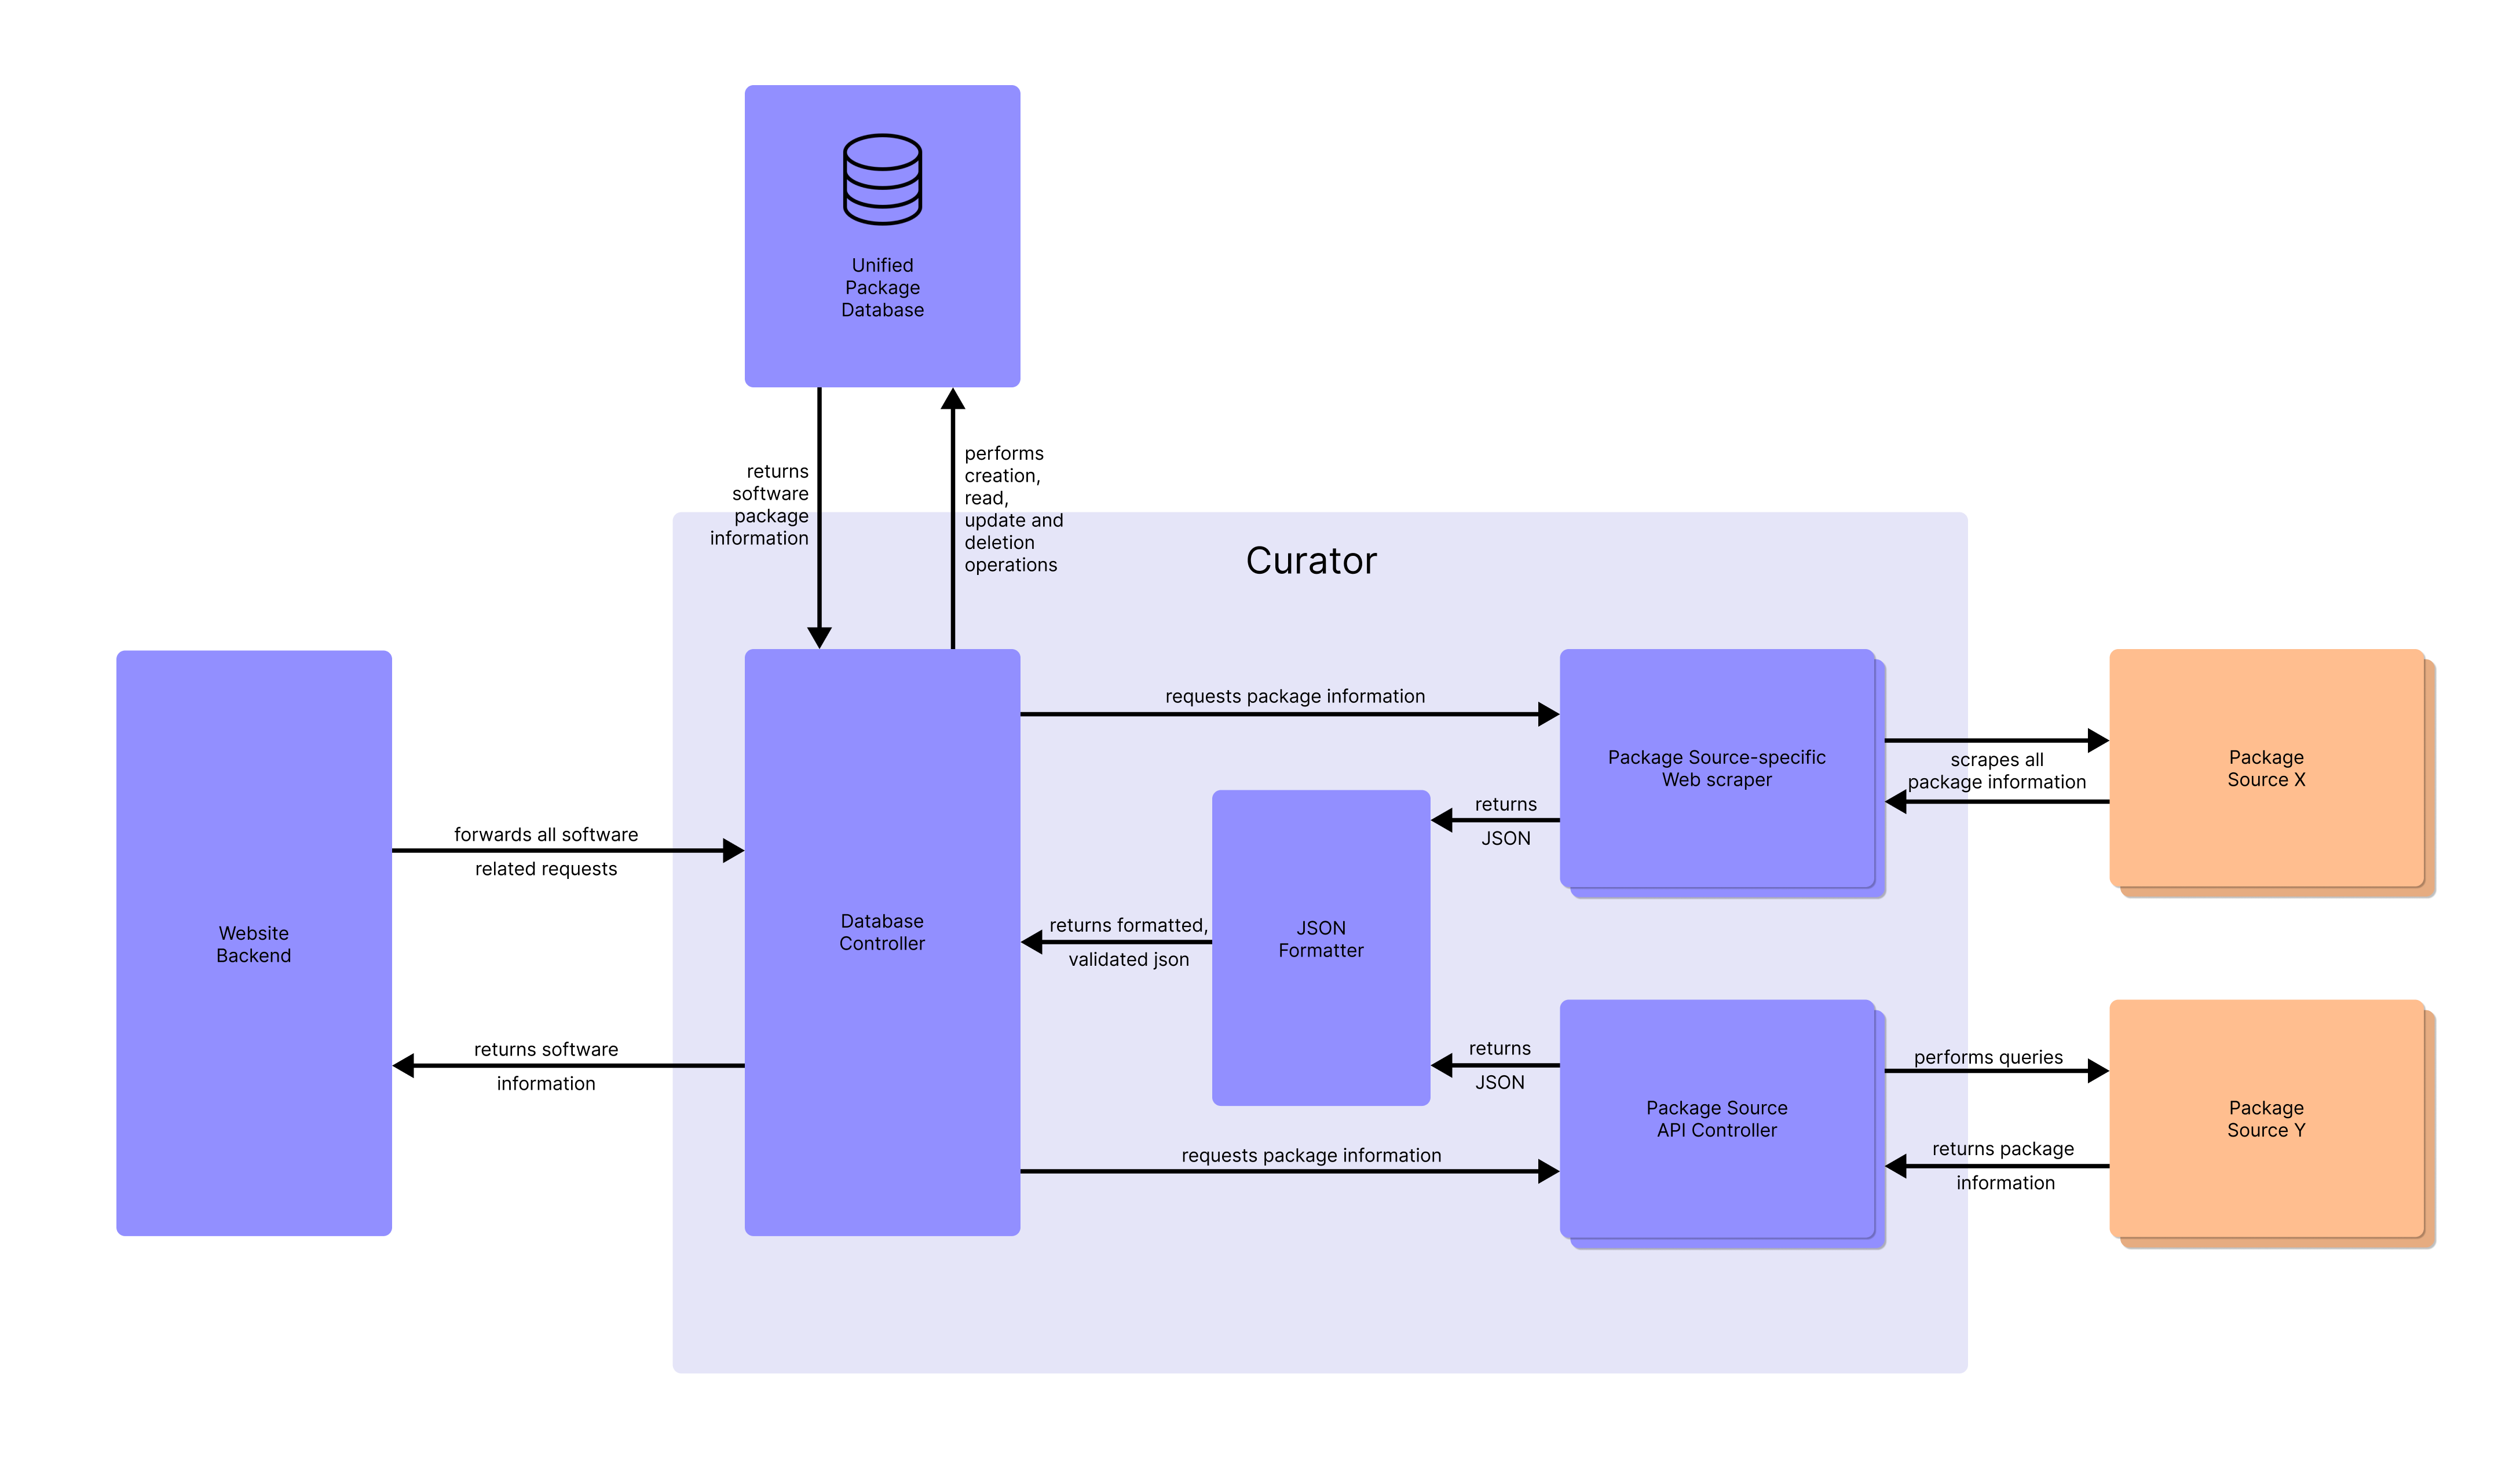 Unified
Package
Database
returns
software
package
information
performs
creation,
read,
update and
deletion
operations
Curator
Website
Backend
forwards all software
related requests
returns software
information
Database
Controller
requests package information
returns formatted,
validated json
JSON
Formatter
returns
JSON
returns
JSON
requests package information
Package Source-specific
Web scraper
scrapes all
package information
Package
Source X
Package Source
API Controller
performs queries
returns package
information
Package
Source Y